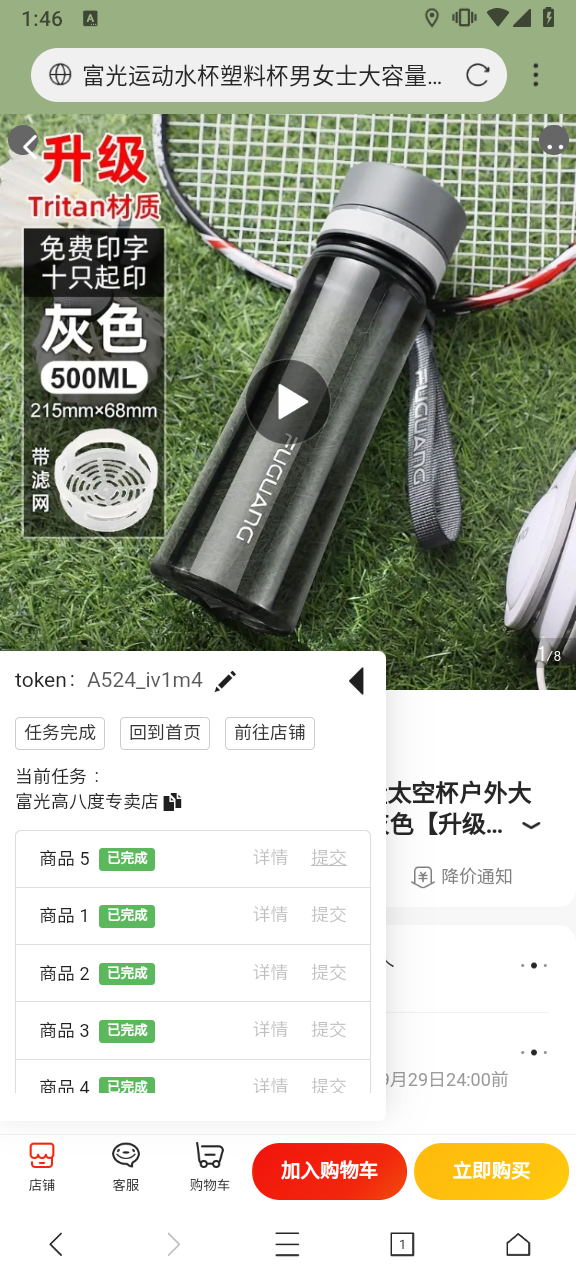 1:46
A
富光运动水杯塑料杯男女士大容量...
升级
Tritan材质
免费印字
十只起印
灰色
500ML
215mm×68mm
带滤网
FUGUANG
FUGUANG
1/8
token： A524_iv1m4
任务完成 回到首页 前往店铺
当前任务：
富光高八度专卖店
太空杯户外大
色【升级...
降价通知
商品 5 已完成 详情 提交
商品 1 已完成 详情 提交
商品 2 已完成 详情 提交
商品 3 已完成 详情 提交
商品 4 已完成 详情 提交
9月29日24:00前
店铺 客服 购物车 加入购物车 立即购买
1